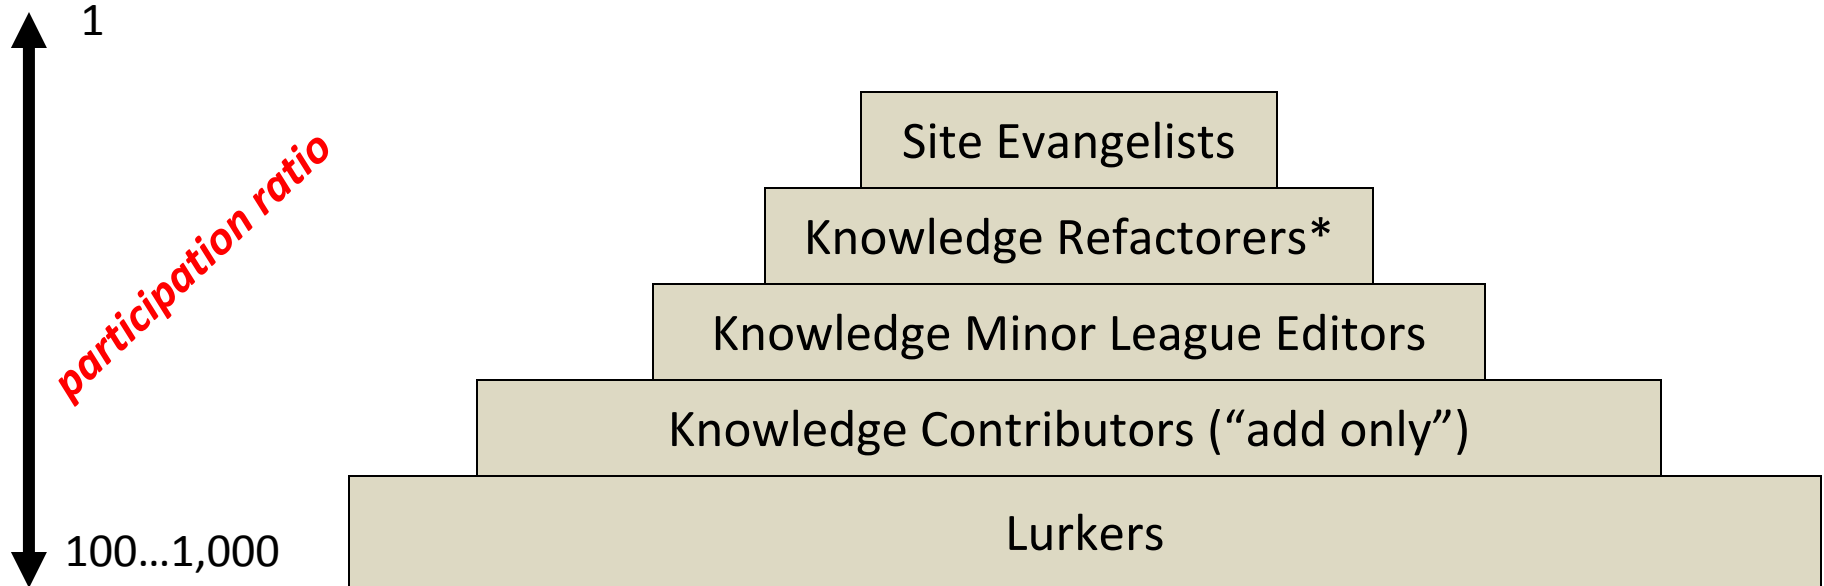 1
Site Evangelists
participation ratio
Knowledge Refactorers*
Knowledge Minor League Editors
Knowledge Contributors (“add only”)
Lurkers
100...1,000